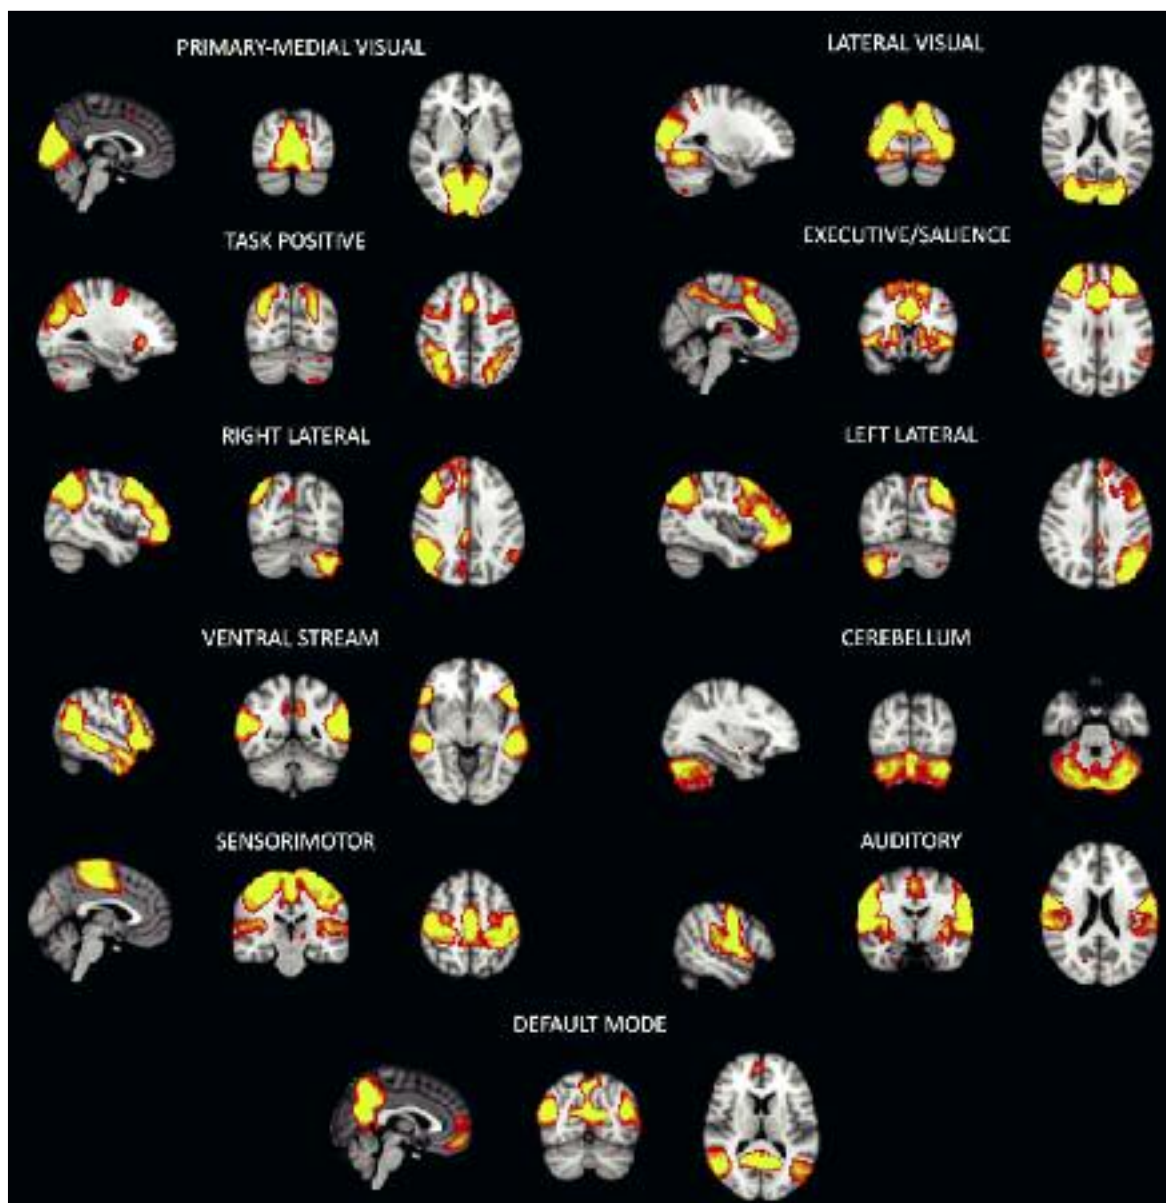 PRIMARY-MEDIAL VISUAL
LATERAL VISUAL
TASK POSITIVE
EXECUTIVE/SALIENCE
RIGHT LATERAL
LEFT LATERAL
VENTRAL STREAM
CEREBELLUM
SENSORIMOTOR
AUDITORY
DEFAULT MODE